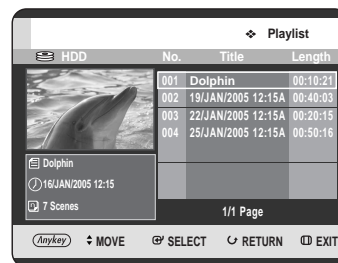 ❖ Playlist
HDD No. Title Length
001 Dolphin 00:10:21
002 19/JAN/2005 12:15A 00:40:03
003 22/JAN/2005 12:15A 00:20:15
004 25/JAN/2005 12:15A 00:50:16
Dolphin
16/JAN/2005 12:15
7 Scenes
1/1 Page
Anykey MOVE SELECT RETURN EXIT